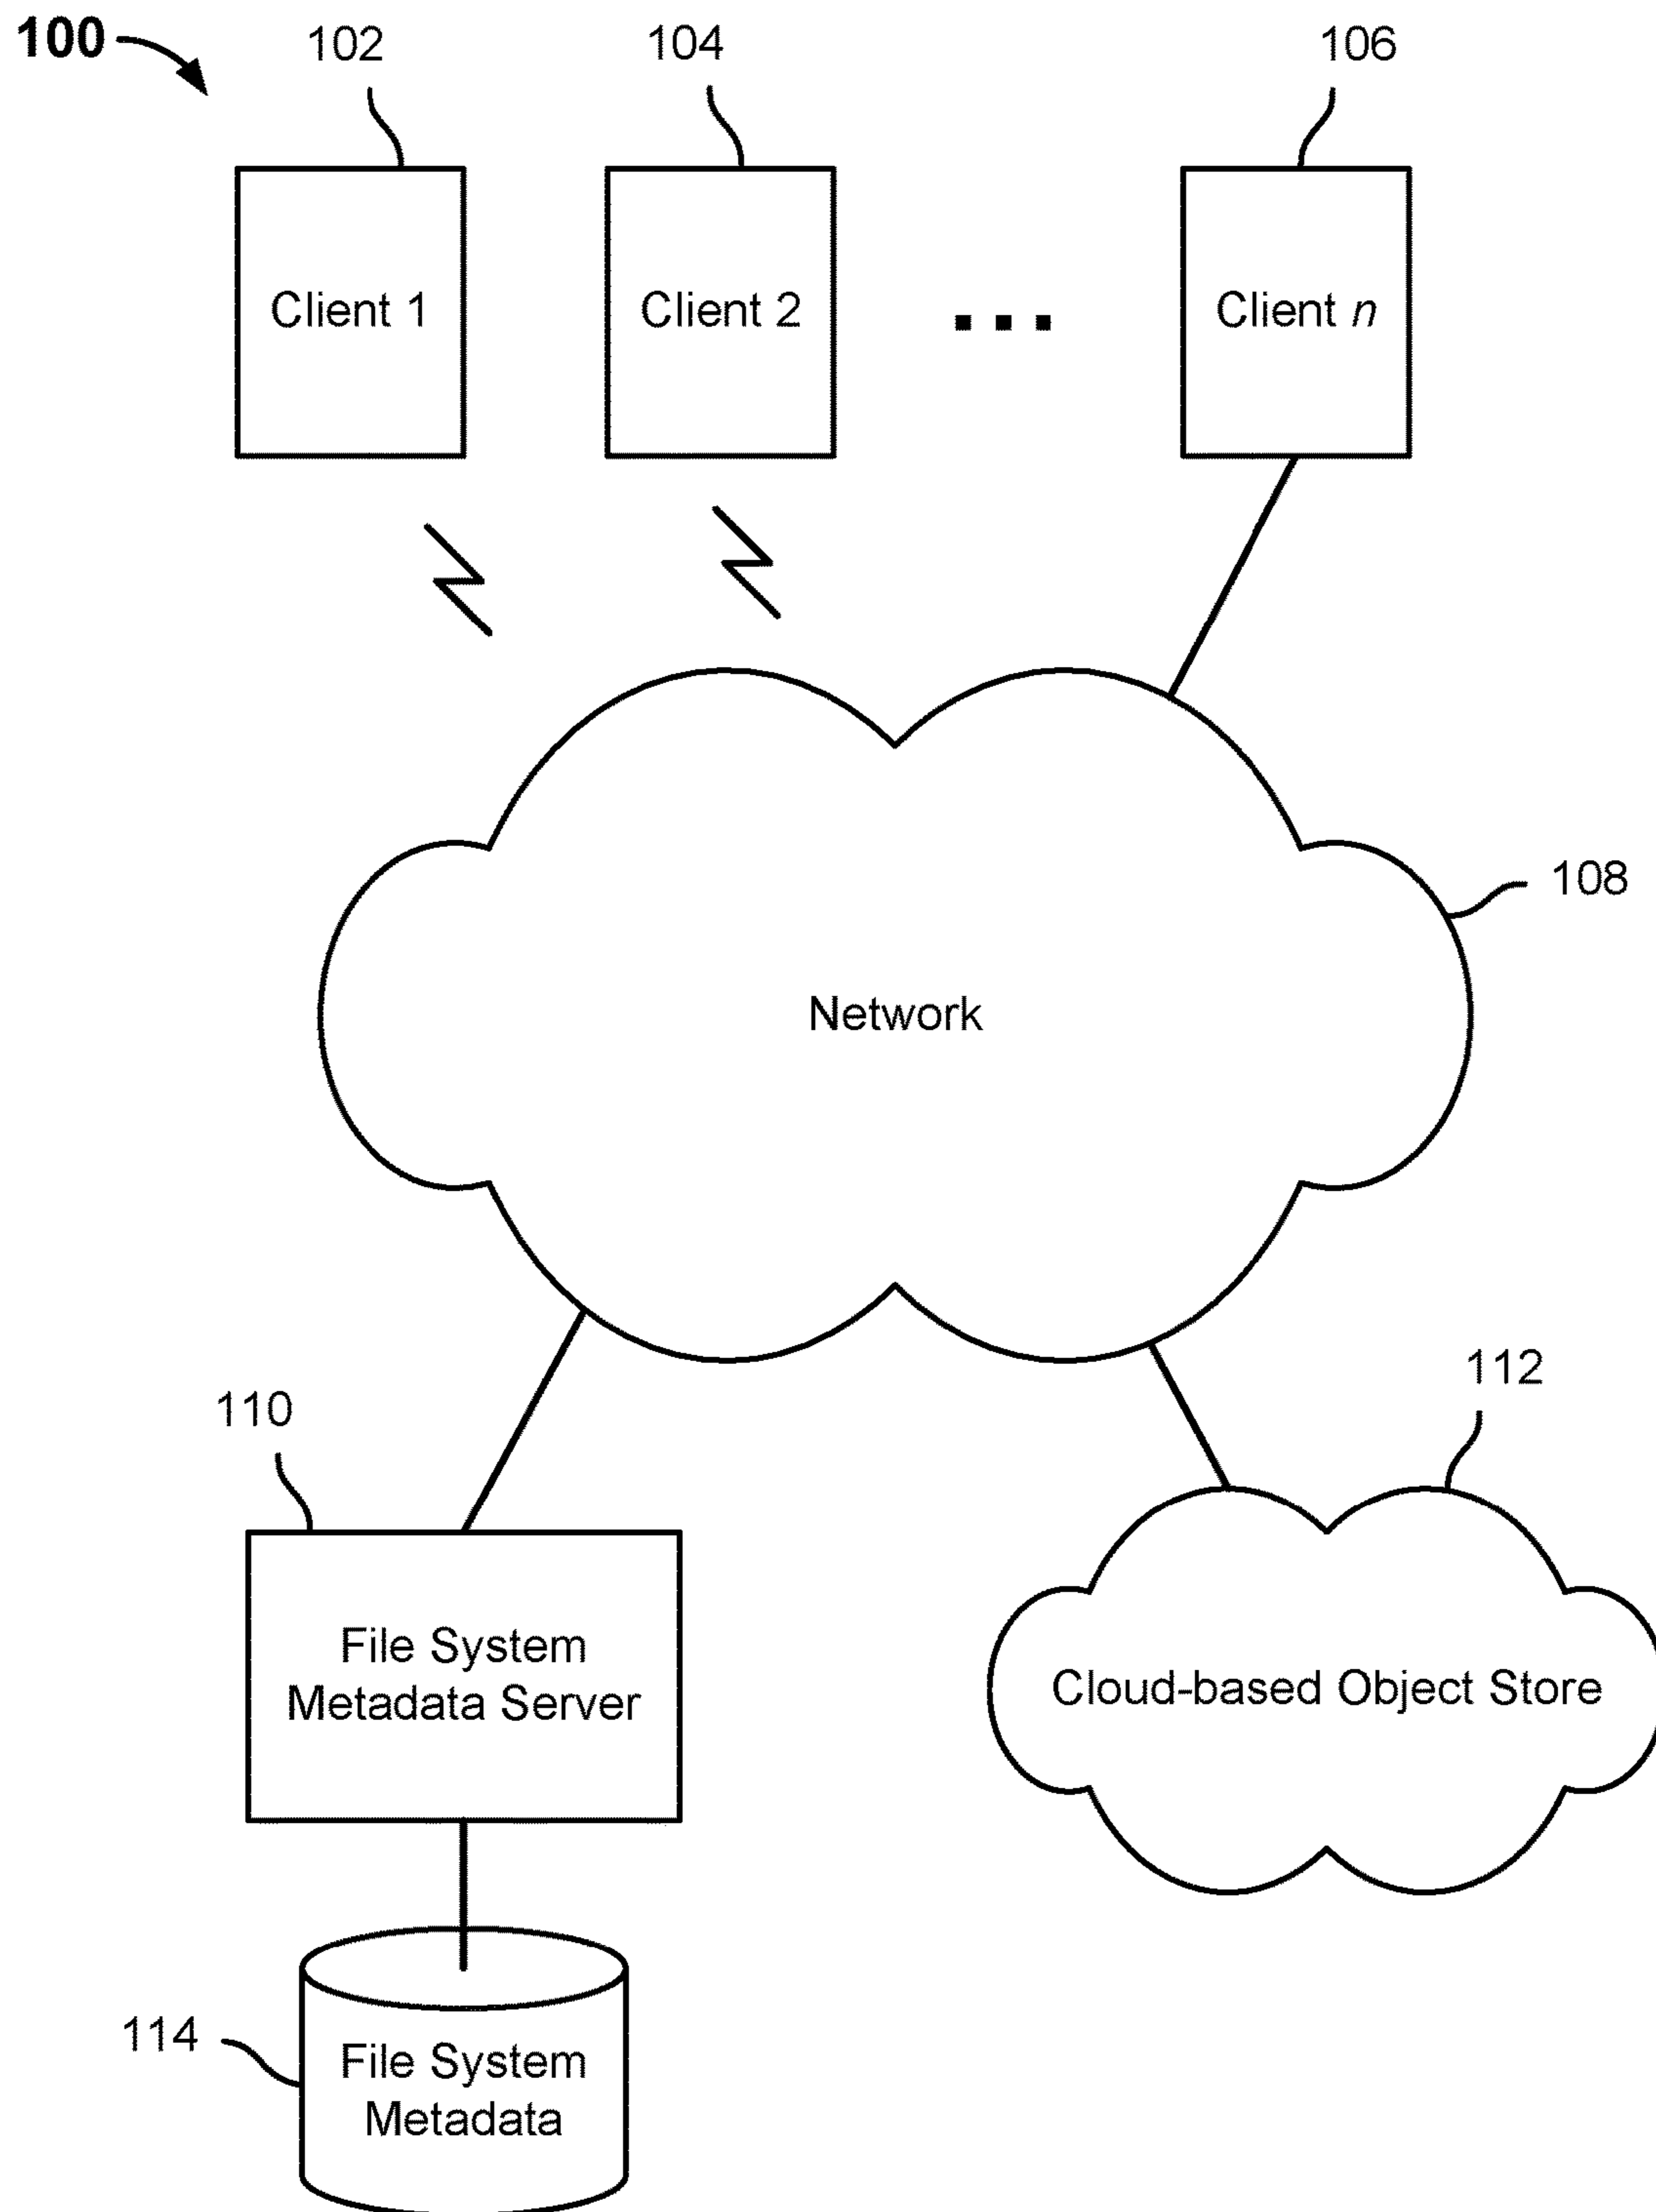 100
102
104
106
Client 1
Client 2
Client n
108
Network
112
110
File System
Metadata Server
Cloud-based Object Store
114
File System
Metadata